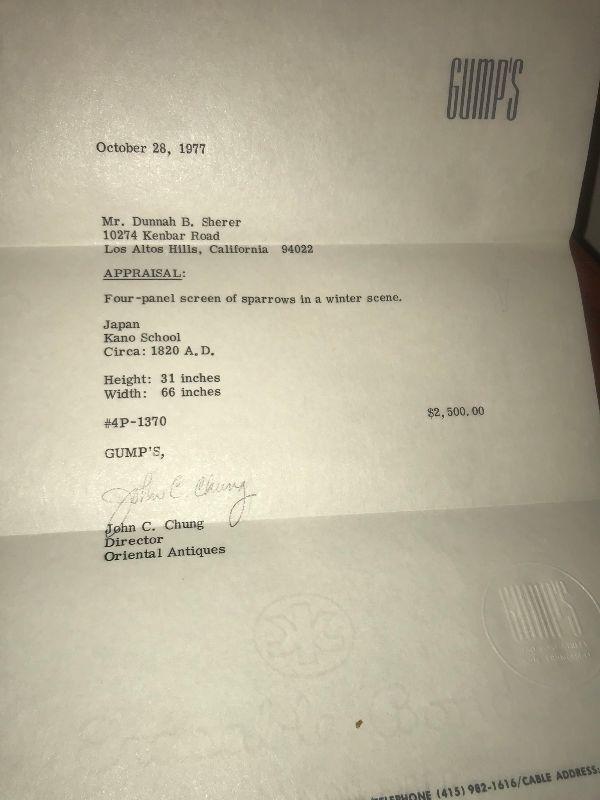 GUMP'S
October 28, 1977
Mr. Dunnah B. Sherer
10274 Kenbar Road
Los Altos Hills, California 94022
APPRAISAL:
Four-panel screen of sparrows in a winter scene.
Japan
Kano School
Circa: 1820 A.D.
Height: 31 inches
Width: 66 inches
#4P-1370 $2,500.00
GUMP'S,
John C Chung
John C. Chung
Director
Oriental Antiques
GUMP'S
TELEPHONE (415) 982-1616/CABLE ADDRESS: